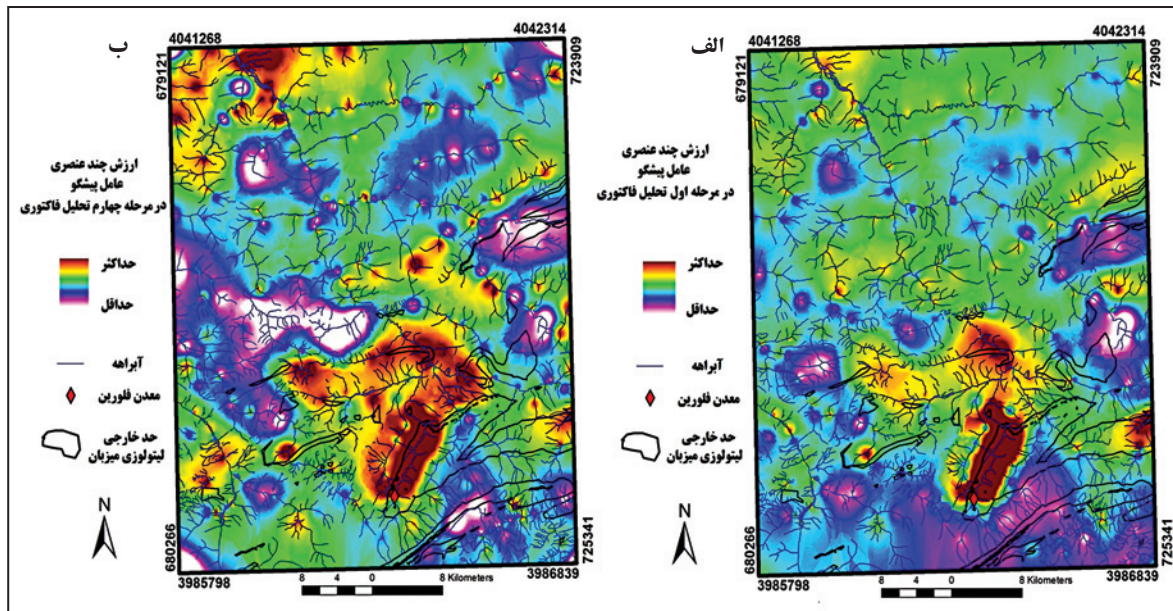 الف
4041268
4042314
679121
723909
ارزش چند عنصری
عامل پیشگو
در مرحله اول تحلیل فاکتوری
حداکثر
حداقل
آبراهه
معدن فلورین
حد خارجی
لیتولوزی میزبان
N
680266
725341
3985798
3986839
8 4 0 8 Kilometers
ب
4041268
4042314
679121
723909
ارزش چند عنصری
عامل پیشگو
در مرحله چهارم تحلیل فاکتوری
حداکثر
حداقل
آبراهه
معدن فلورین
حد خارجی
لیتولوزی میزبان
N
680266
725341
3985798
3986839
8 4 0 8 Kilometers